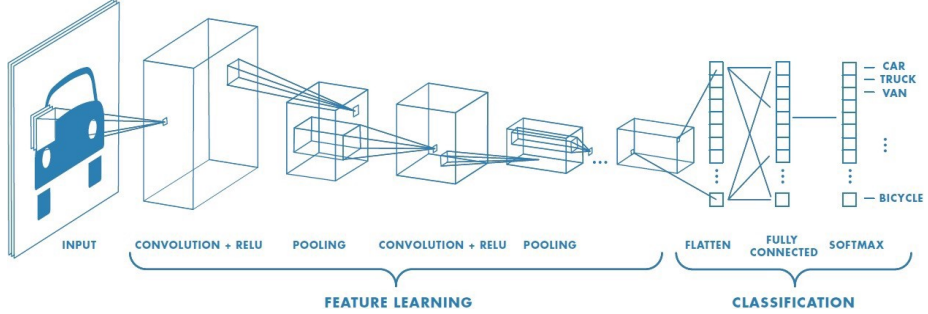 CAR
TRUCK
VAN
BICYCLE
INPUT
CONVOLUTION + RELU
POOLING
CONVOLUTION + RELU
POOLING
FLATTEN
FULLY
CONNECTED
SOFTMAX
FEATURE LEARNING
CLASSIFICATION